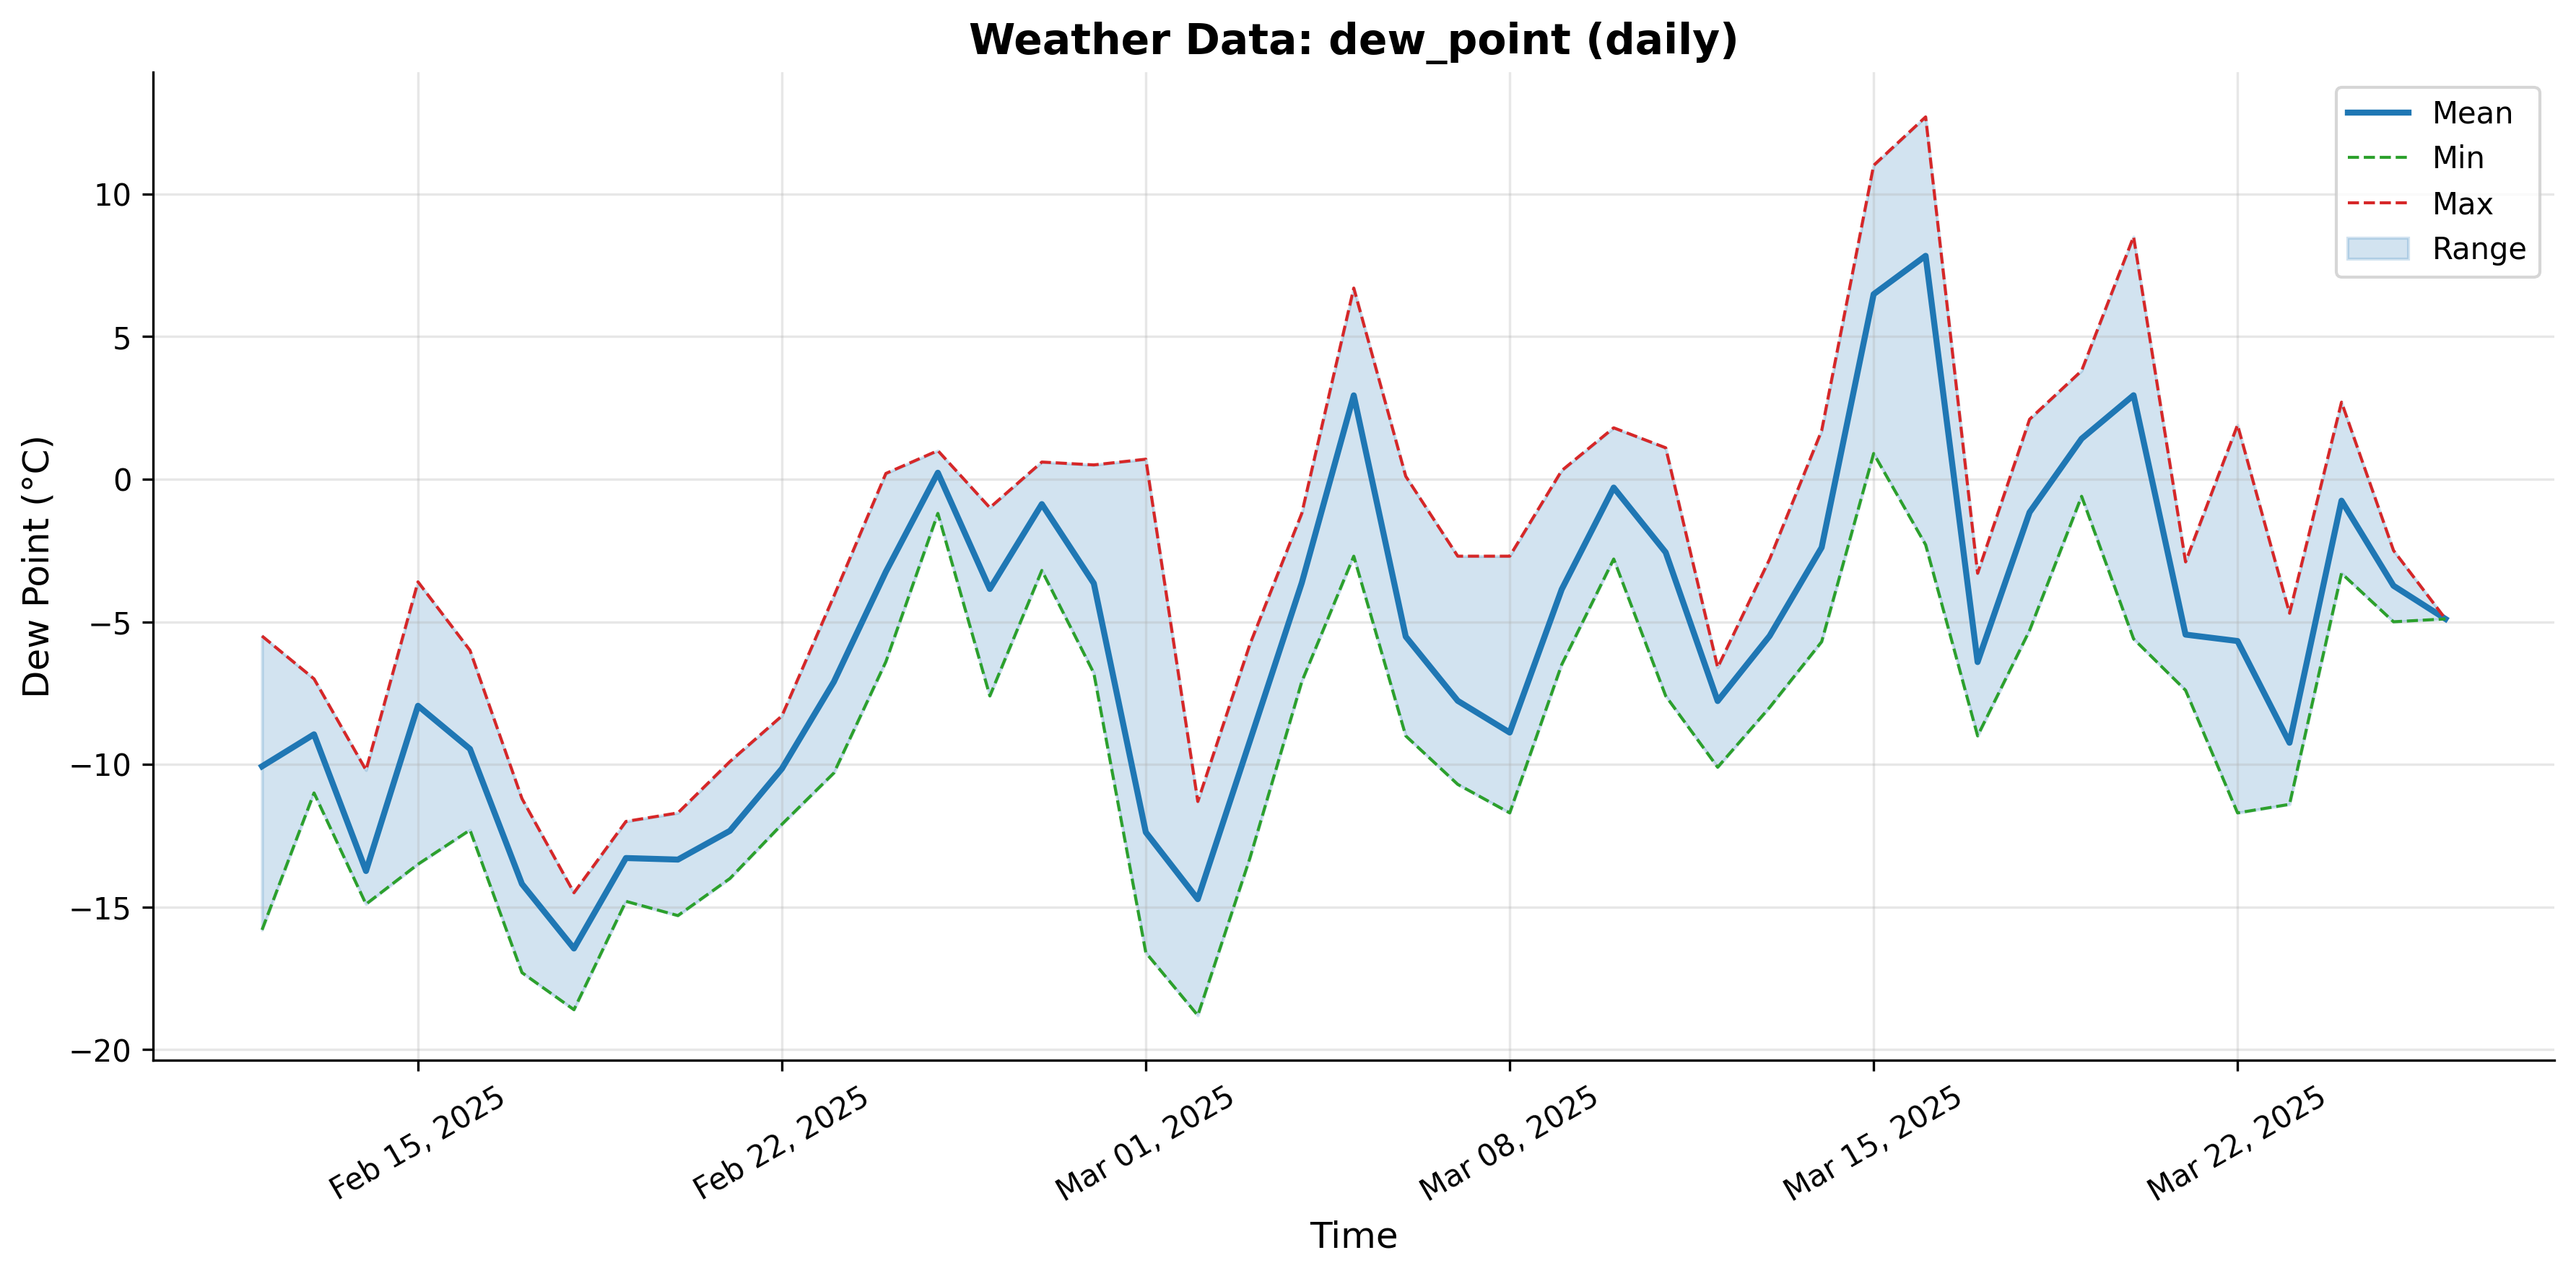 Weather Data: dew_point (daily)
Mean
Min
Max
Range
Dew Point (°C)
10
5
0
−5
−10
−15
−20
Feb 15, 2025
Feb 22, 2025
Mar 01, 2025
Mar 08, 2025
Mar 15, 2025
Mar 22, 2025
Time